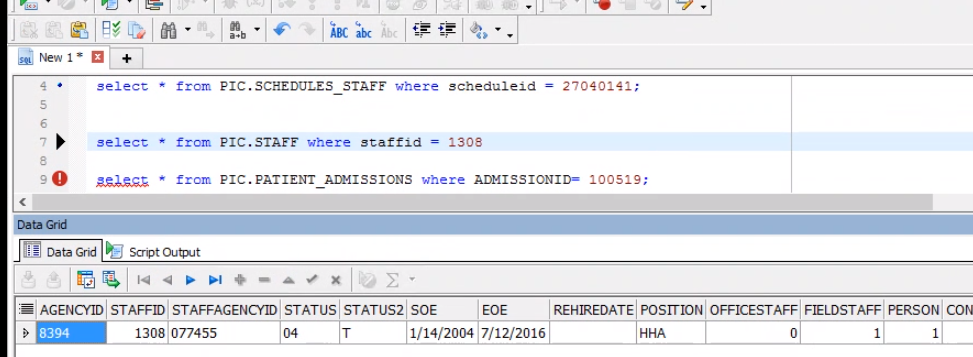 ABC abc Abc
New 1 *
4 select * from PIC.SCHEDULES_STAFF where scheduleid = 27040141;
5
6
7 select * from PIC.STAFF where staffid = 1308
8
9 select * from PIC.PATIENT_ADMISSIONS where ADMISSIONID= 100519;
Data Grid
Data Grid Script Output
AGENCYID STAFFID STAFFAGENCYID STATUS STATUS2 SOE EOE REHIREDATE POSITION OFFICESTAFF FIELDSTAFF PERSON CON
8394 1308 077455 04 T 1/14/2004 7/12/2016 HHA 0 1 1